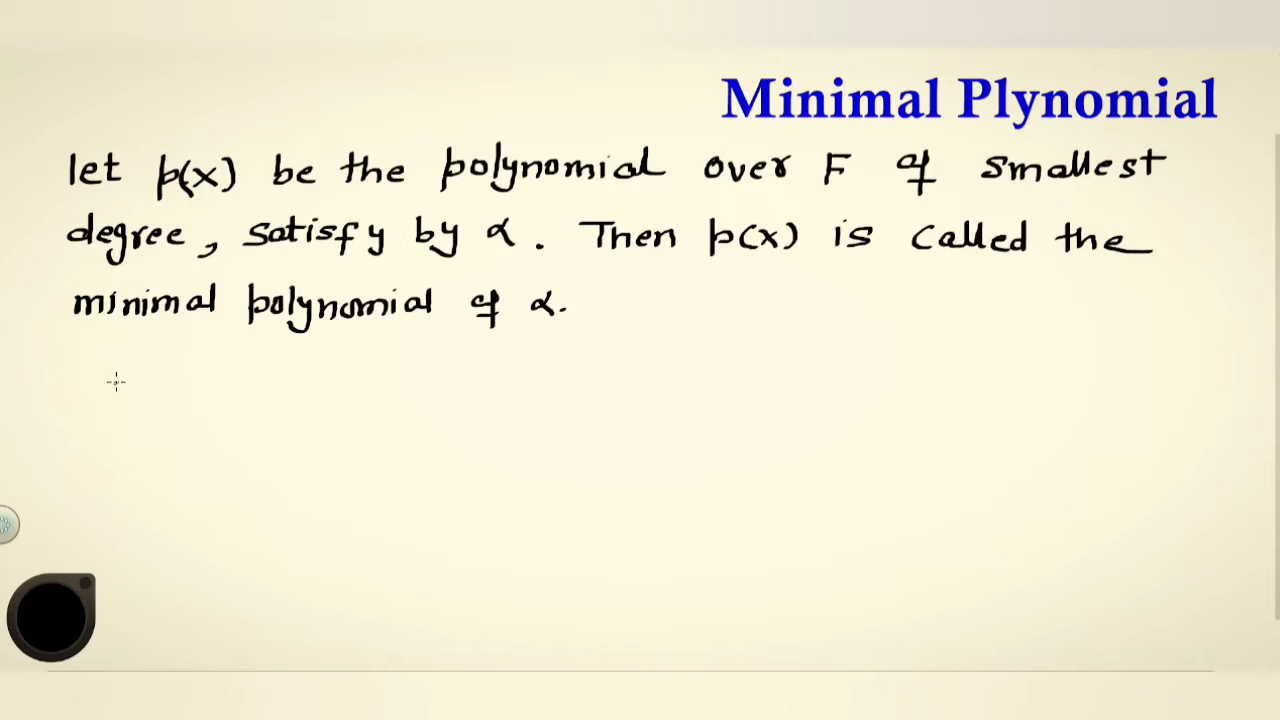 Minimal Plynomial
let p(x) be the polynomial over F of smallest
degree, satisfy by α. Then p(x) is called the
minimal polynomial of α.